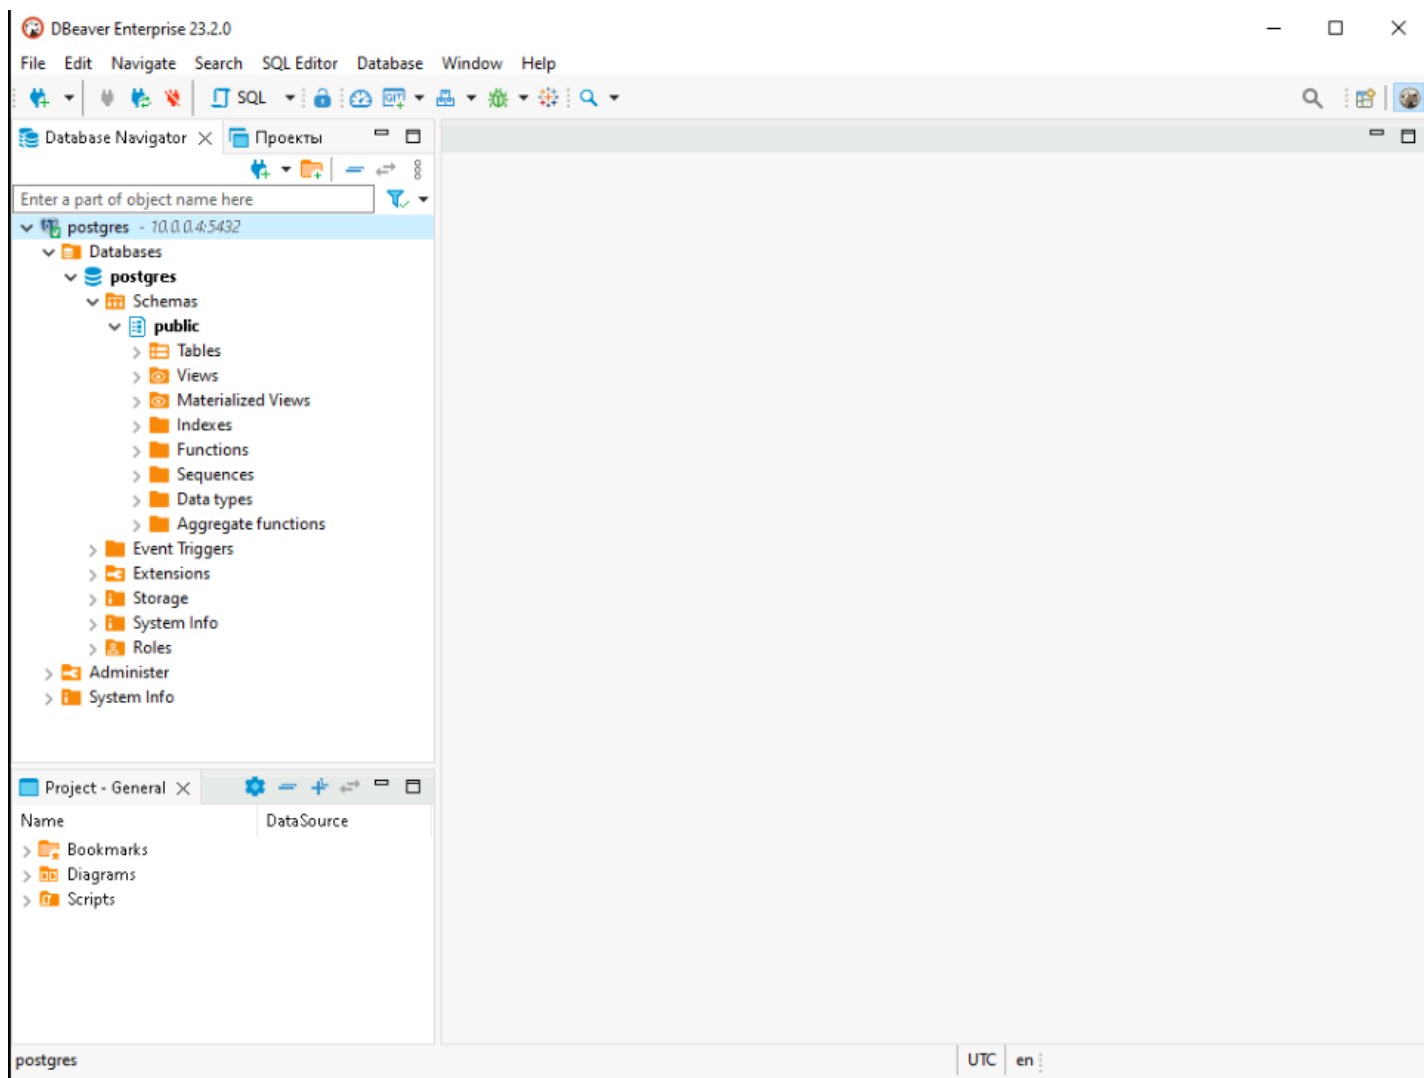 DBeaver Enterprise 23.2.0
File Edit Navigate Search SQL Editor Database Window Help
SQL GIT
Database Navigator Проекты
Enter a part of object name here
postgres - 10.0.0.4:5432
Databases
postgres
Schemas
public
Tables
Views
Materialized Views
Indexes
Functions
Sequences
Data types
Aggregate functions
Event Triggers
Extensions
Storage
System Info
Roles
Administer
System Info
Project - General
Name DataSource
Bookmarks
Diagrams
Scripts
postgres UTC en